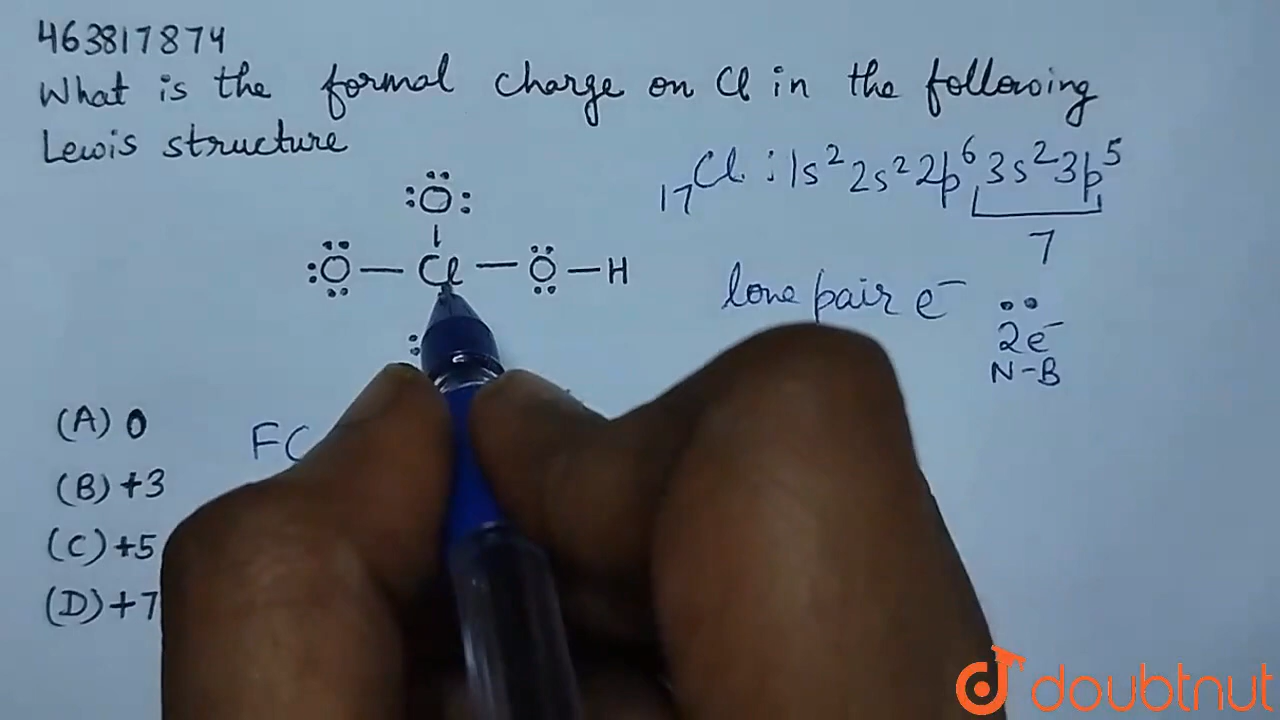 463817874
What is the formal charge on Cl in the following
Lewis structure
17Cl : 1s² 2s² 2p⁶ 3s² 3p⁵
7
:Ö:
:Ö — Cl — Ö — H
lone pair e⁻
2e⁻
N-B
(A) 0
FC
(B) +3
(C) +5
(D) +7
doubtnut